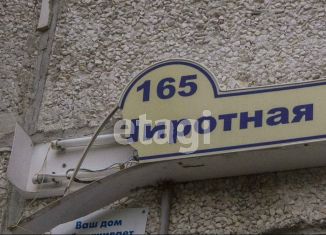 165
Широтная
etagi
Ваш дом